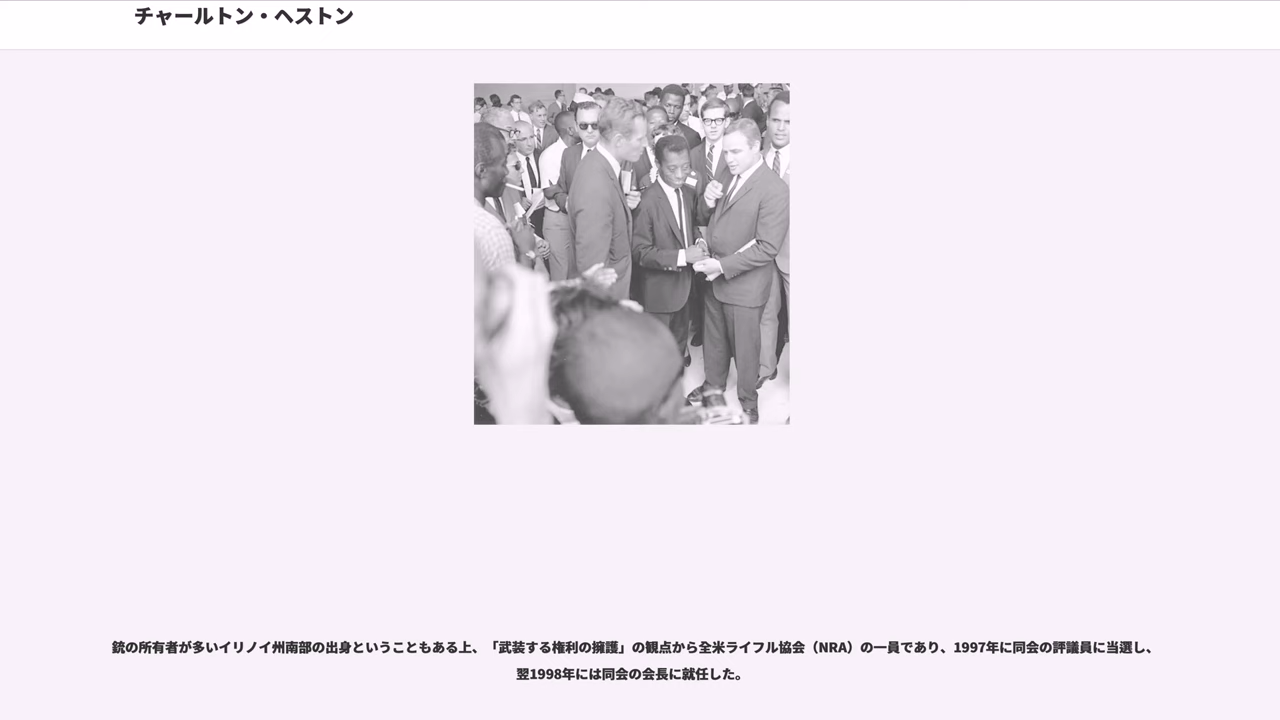 チャールトン・ヘストン
銃の所有者が多いイリノイ州南部の出身ということもある上、「武装する権利の擁護」の観点から全米ライフル協会（NRA）の一員であり、1997年に同会の評議員に当選し、
翌1998年には同会の会長に就任した。